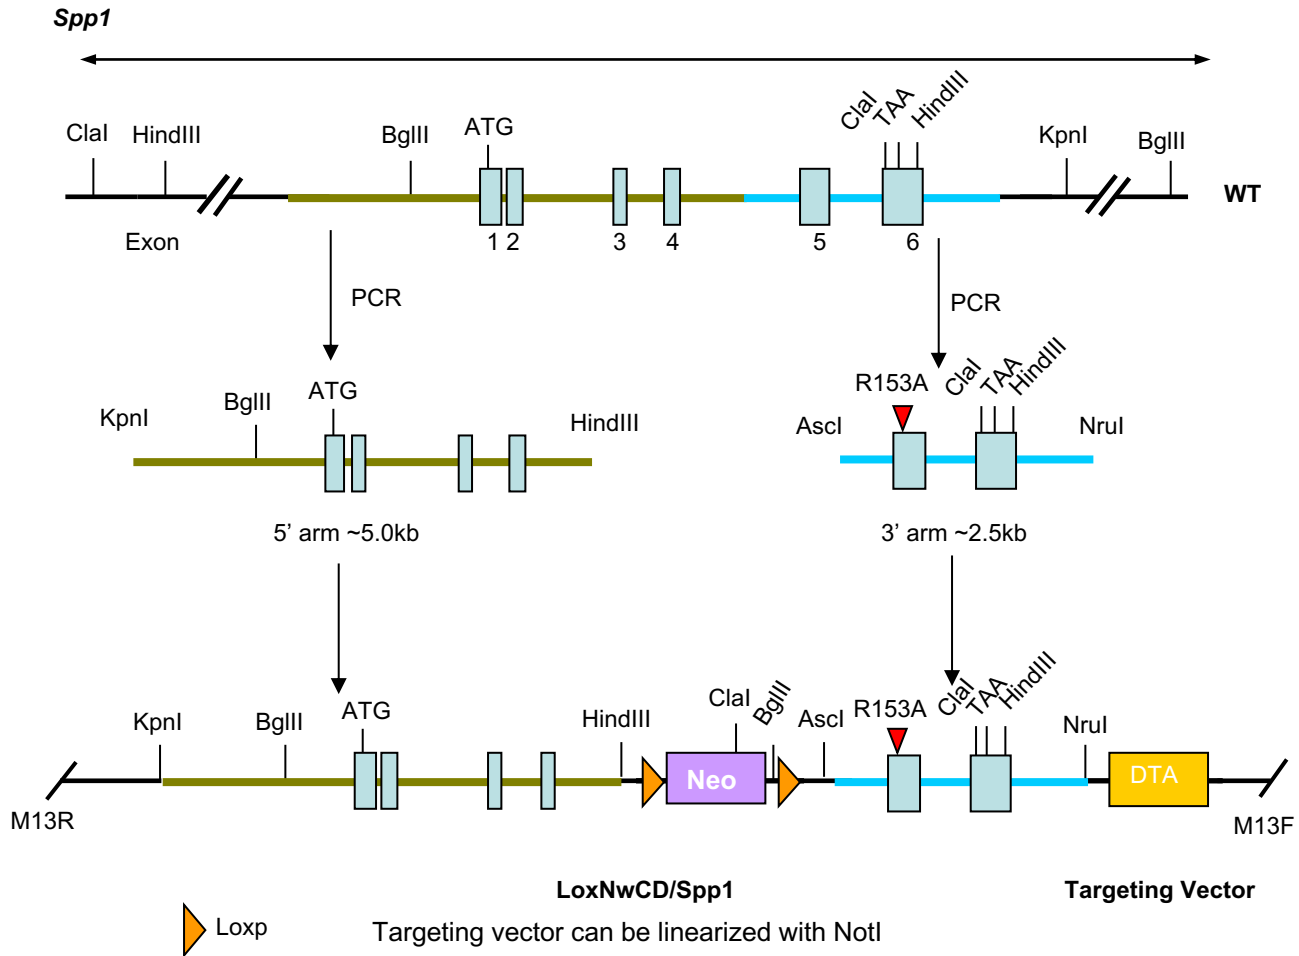 Spp1
ClaI HindIII BglII ATG ClaI TAA HindIII KpnI BglII
WT
Exon 1 2 3 4 5 6
PCR PCR
KpnI BglII ATG HindIII
AscI R153A ClaI TAA HindIII NruI
5’ arm ~5.0kb 3’ arm ~2.5kb
KpnI BglII ATG HindIII ClaI BglII AscI R153A ClaI TAA HindIII NruI
Neo DTA
M13R M13F
LoxNwCD/Spp1 Targeting Vector
Loxp Targeting vector can be linearized with NotI